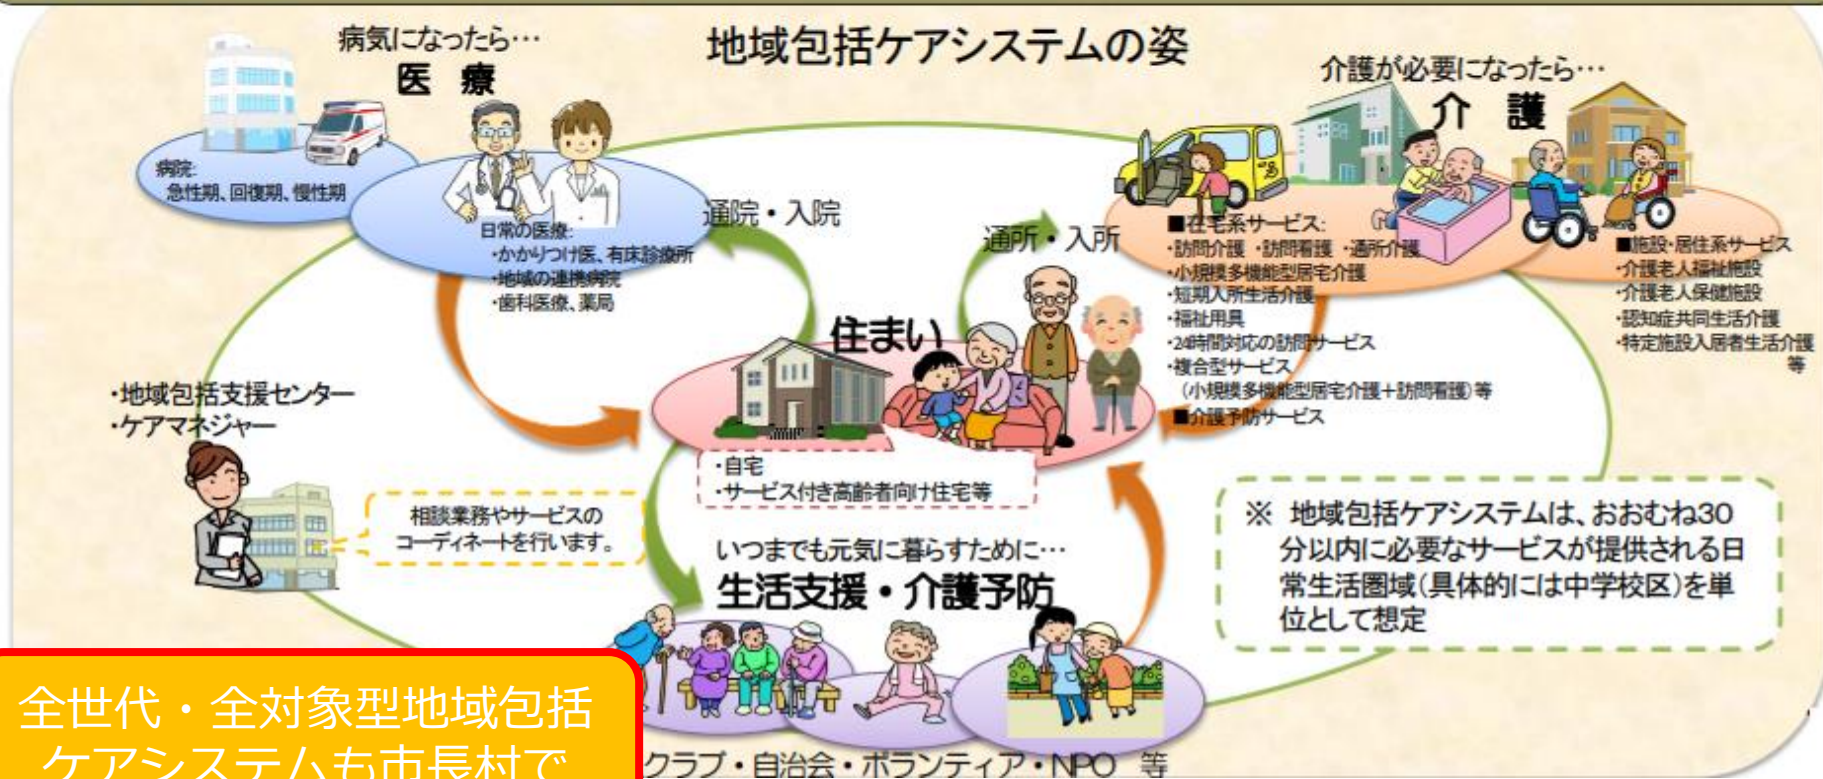 地域包括ケアシステムの姿
病気になったら…
医 療
病院:
急性期、回復期、慢性期
日常の医療:
・かかりつけ医、有床診療所
・地域の連携病院
・歯科医療、薬局
通院・入院
通所・入所
介護が必要になったら…
介 護
■在宅系サービス:
・訪問介護 ・訪問看護 ・通所介護
・小規模多機能型居宅介護
・短期入所生活介護
・福祉用具
・24時間対応の訪問サービス
・複合型サービス
(小規模多機能型居宅介護+訪問看護)等
■介護予防サービス
■施設・居住系サービス
・介護老人福祉施設
・介護老人保健施設
・認知症共同生活介護
・特定施設入居者生活介護
等
住まい
・自宅
・サービス付き高齢者向け住宅等
・地域包括支援センター
・ケアマネジャー
相談業務やサービスの
コーディネートを行います。
いつまでも元気に暮らすために…
生活支援・介護予防
クラブ・自治会・ボランティア・NPO 等
※ 地域包括ケアシステムは、おおむね30
分以内に必要なサービスが提供される日
常生活圏域(具体的には中学校区)を単
位として想定
全世代・全対象型地域包括
ケアシステムも市長村で